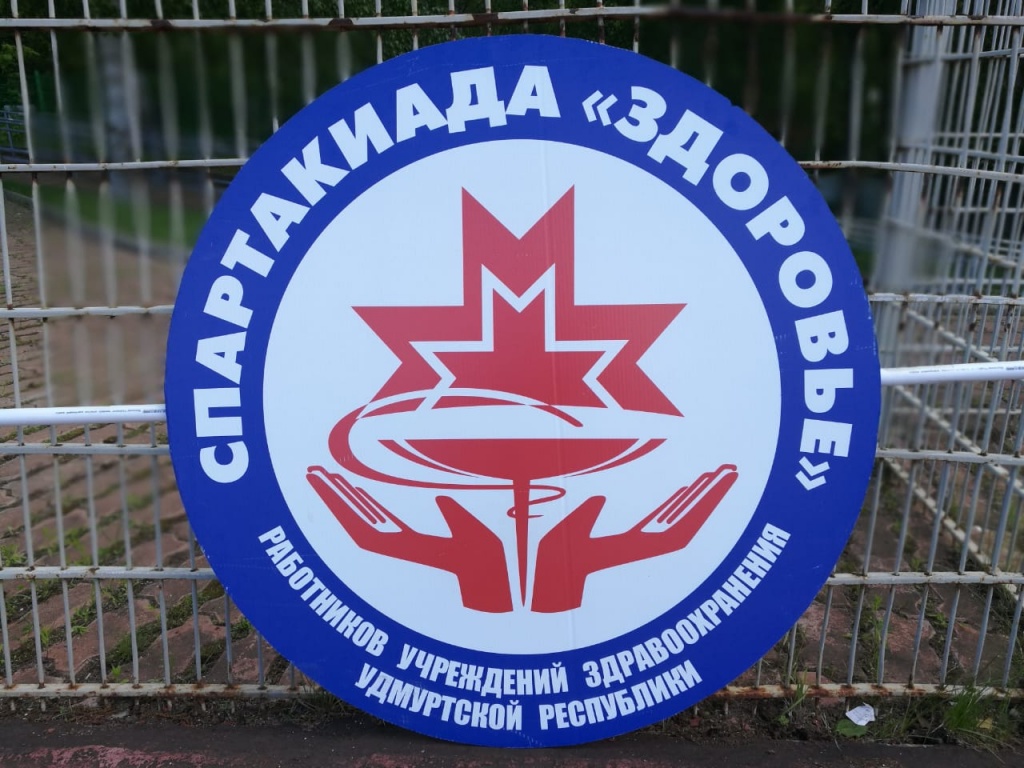 СПАРТАКИАДА «ЗДОРОВЬЕ»
РАБОТНИКОВ УЧРЕЖДЕНИЙ ЗДРАВООХРАНЕНИЯ
УДМУРТСКОЙ РЕСПУБЛИКИ